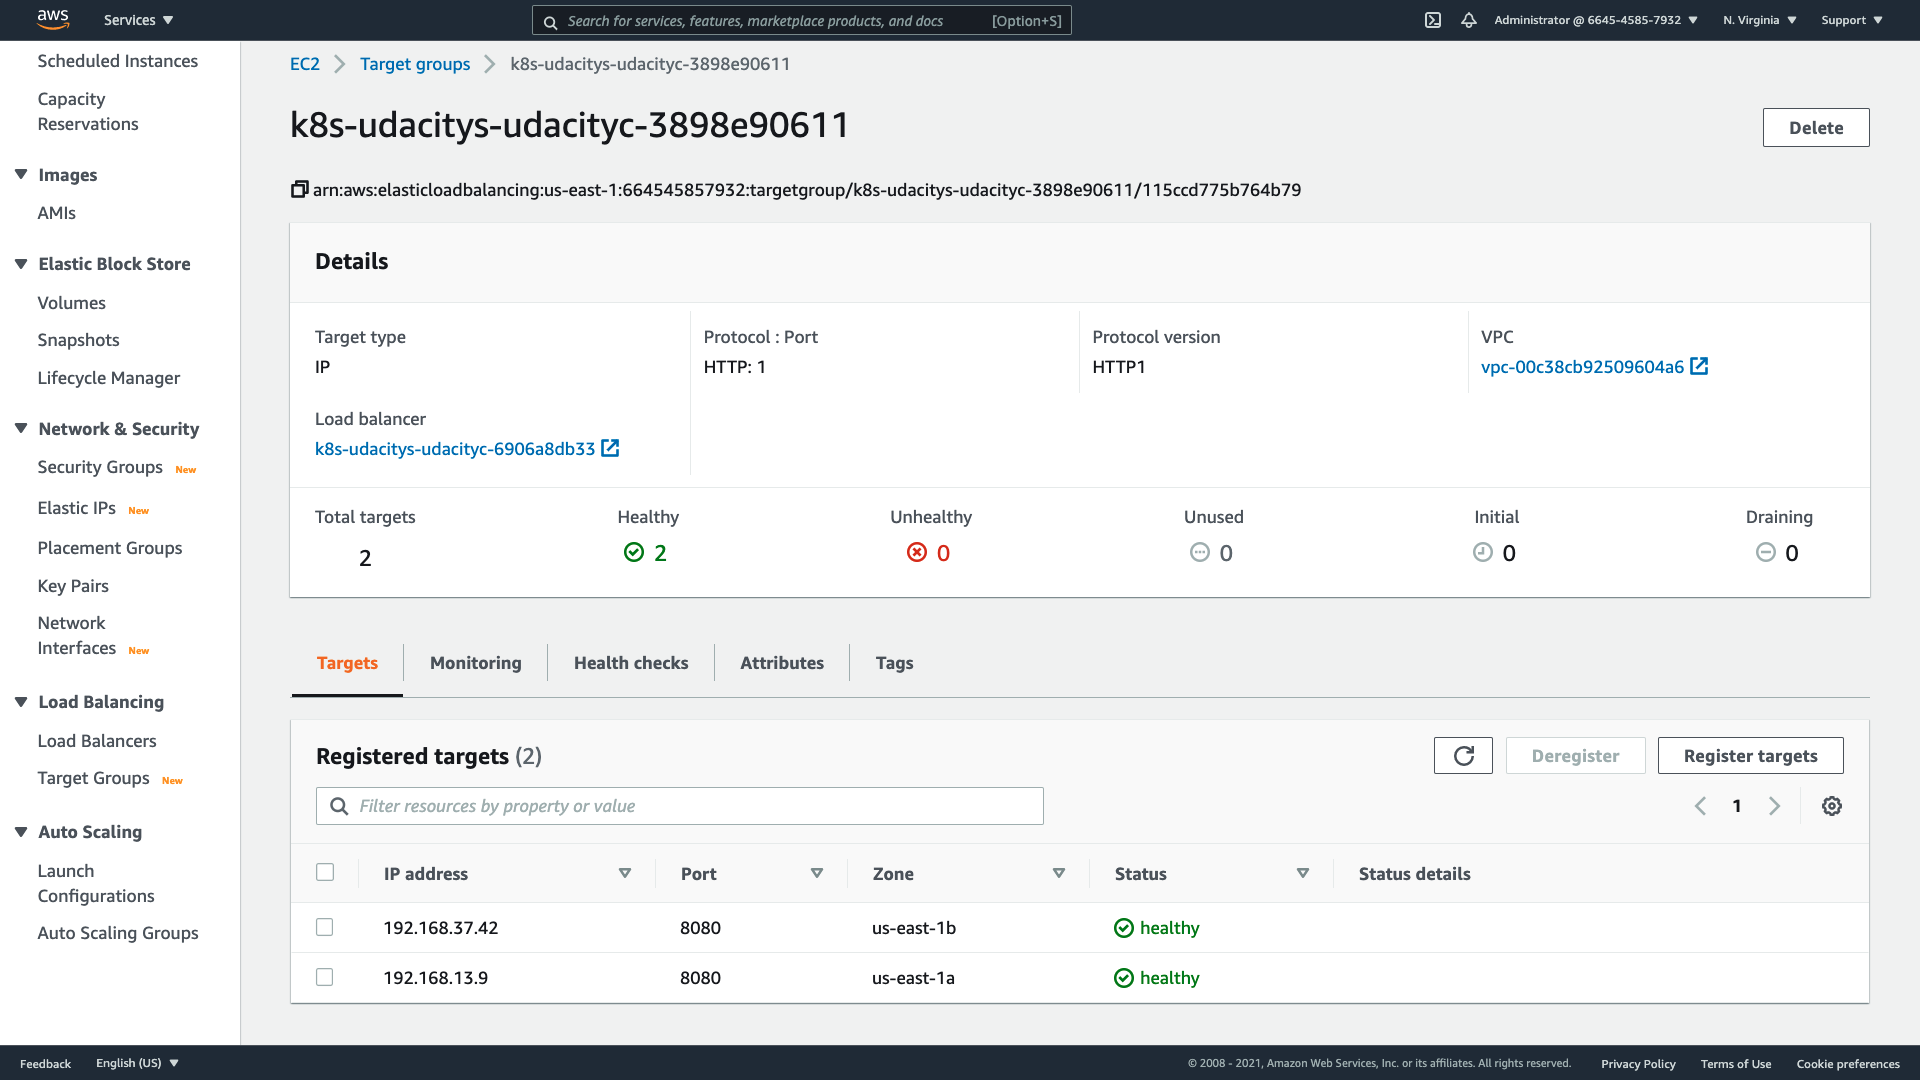 aws Services Search for services, features, marketplace products, and docs [Option+S] Administrator @ 6645-4585-7932 N. Virginia Support
Scheduled Instances
Capacity
Reservations
Images
AMIs
Elastic Block Store
Volumes
Snapshots
Lifecycle Manager
Network & Security
Security Groups New
Elastic IPs New
Placement Groups
Key Pairs
Network
Interfaces New
Load Balancing
Load Balancers
Target Groups New
Auto Scaling
Launch
Configurations
Auto Scaling Groups
EC2 Target groups k8s-udacitys-udacityc-3898e90611
k8s-udacitys-udacityc-3898e90611
Delete
arn:aws:elasticloadbalancing:us-east-1:664545857932:targetgroup/k8s-udacitys-udacityc-3898e90611/115ccd775b764b79
Details
Target type Protocol : Port Protocol version VPC
IP HTTP: 1 HTTP1 vpc-00c38cb92509604a6
Load balancer
k8s-udacitys-udacityc-6906a8db33
Total targets Healthy Unhealthy Unused Initial Draining
2 2 0 0 0 0
Targets Monitoring Health checks Attributes Tags
Registered targets (2) Deregister Register targets
Filter resources by property or value 1
IP address Port Zone Status Status details
192.168.37.42 8080 us-east-1b healthy
192.168.13.9 8080 us-east-1a healthy
Feedback English (US) © 2008 - 2021, Amazon Web Services, Inc. or its affiliates. All rights reserved. Privacy Policy Terms of Use Cookie preferences